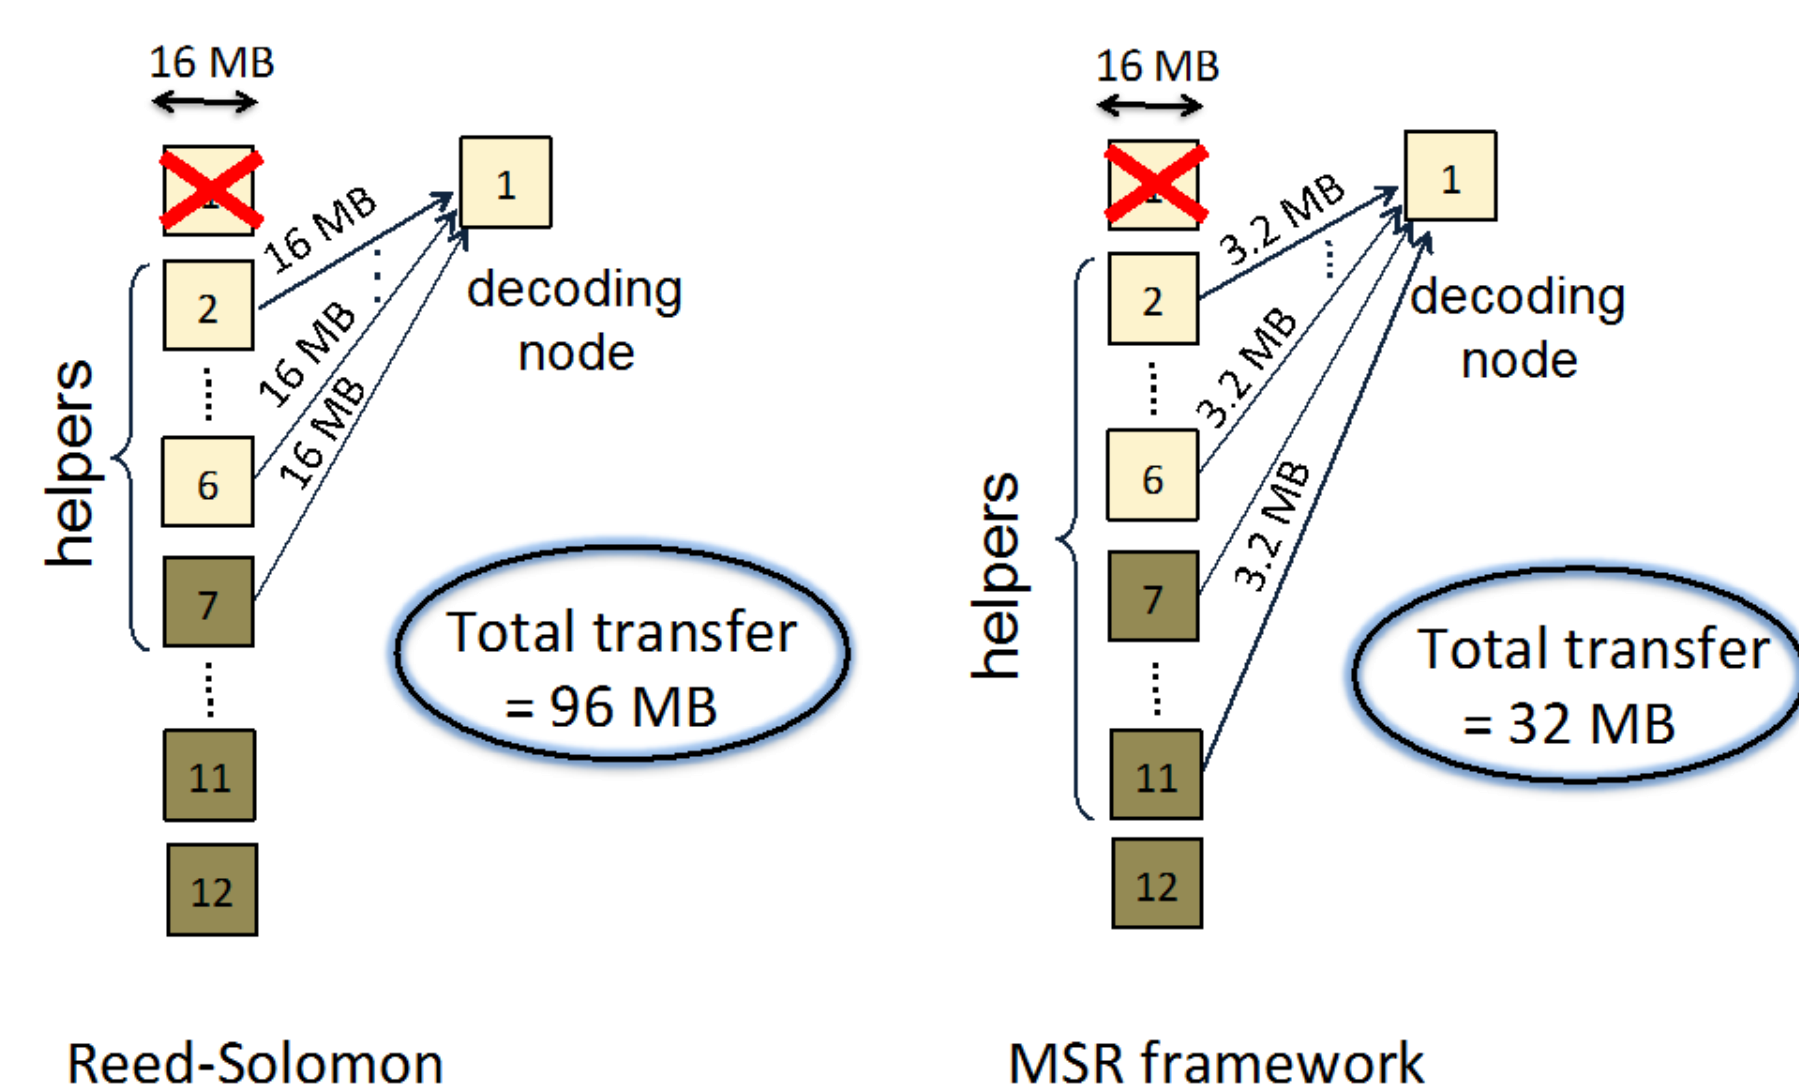 16 MB
1
1
16 MB
2
decoding
node
16 MB
helpers
6
16 MB
7
Total transfer
= 96 MB
11
12
Reed-Solomon
16 MB
1
1
3.2 MB
2
decoding
node
3.2 MB
helpers
6
3.2 MB
7
Total transfer
= 32 MB
11
12
MSR framework